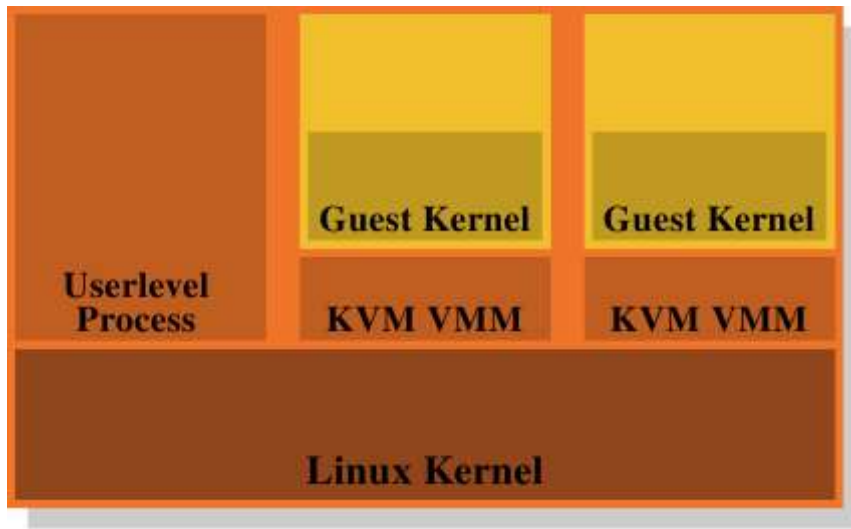 Guest Kernel
Guest Kernel
Userlevel
Process
KVM VMM
KVM VMM
Linux Kernel